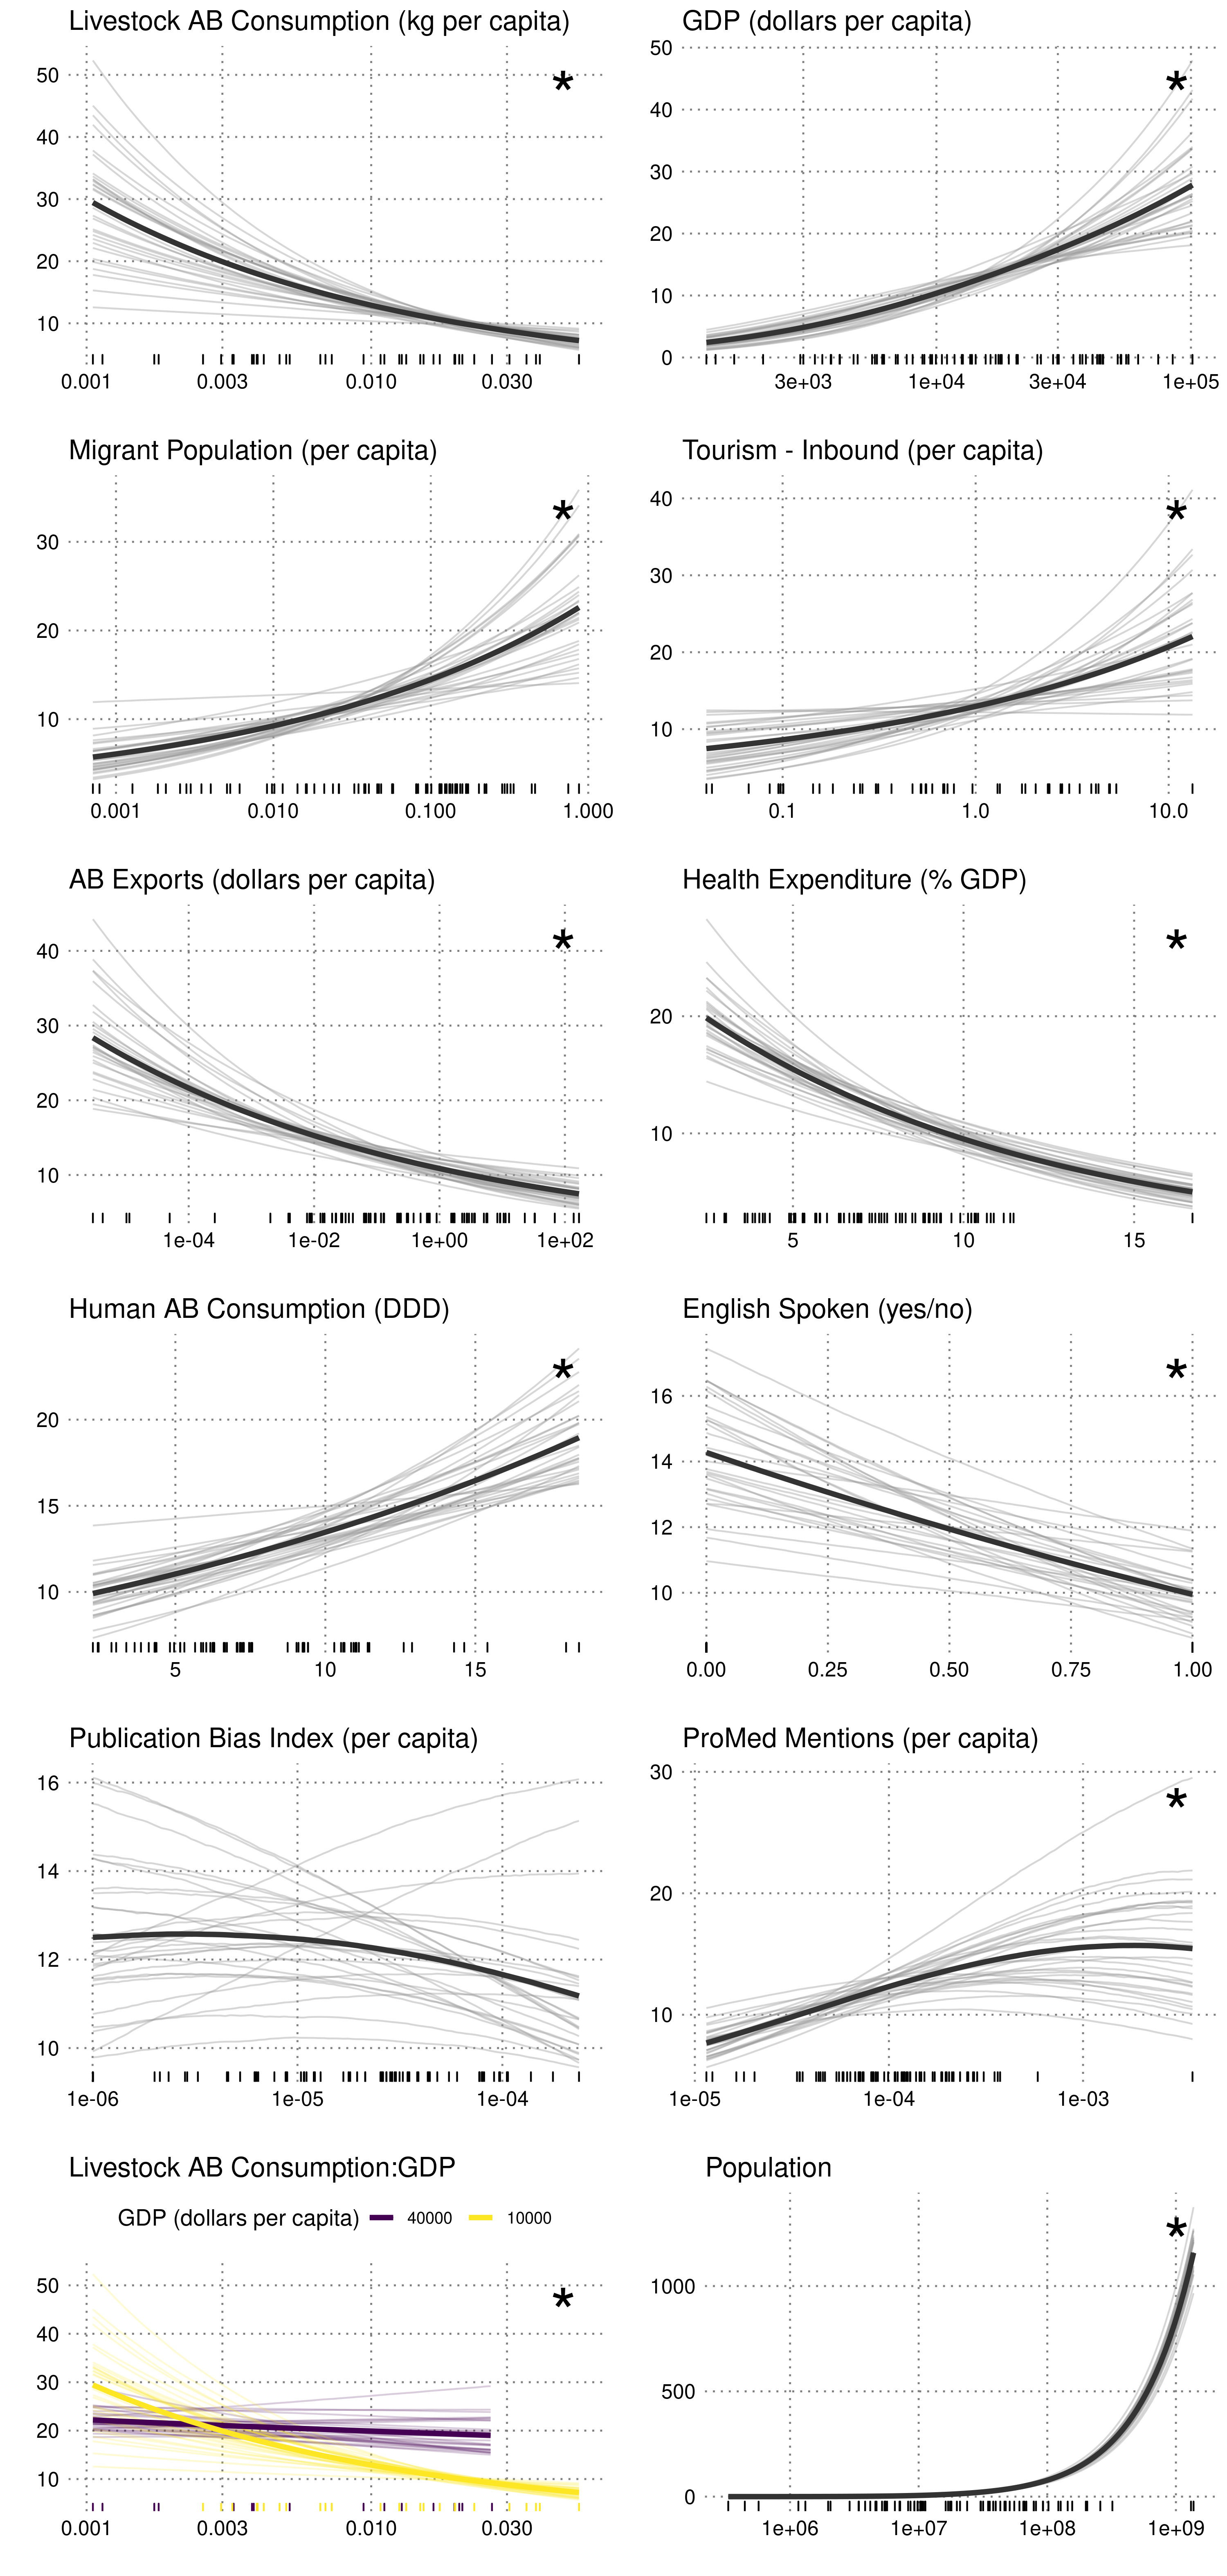 Livestock AB Consumption (kg per capita)
50
40
30
20
10
0.001 0.003 0.010 0.030
*
GDP (dollars per capita)
50
40
30
20
10
0
3e+03 1e+04 3e+04 1e+05
*
Migrant Population (per capita)
30
20
10
0.001 0.010 0.100 1.000
*
Tourism - Inbound (per capita)
40
30
20
10
0.1 1.0 10.0
*
AB Exports (dollars per capita)
40
30
20
10
1e-04 1e-02 1e+00 1e+02
*
Health Expenditure (% GDP)
20
10
5 10 15
*
Human AB Consumption (DDD)
20
15
10
5 10 15
*
English Spoken (yes/no)
16
14
12
10
0.00 0.25 0.50 0.75 1.00
*
Publication Bias Index (per capita)
16
14
12
10
1e-06 1e-05 1e-04
ProMed Mentions (per capita)
30
20
10
1e-05 1e-04 1e-03
*
Livestock AB Consumption:GDP
GDP (dollars per capita) 40000 10000
50
40
30
20
10
0.001 0.003 0.010 0.030
*
Population
1000
500
0
1e+06 1e+07 1e+08 1e+09
*